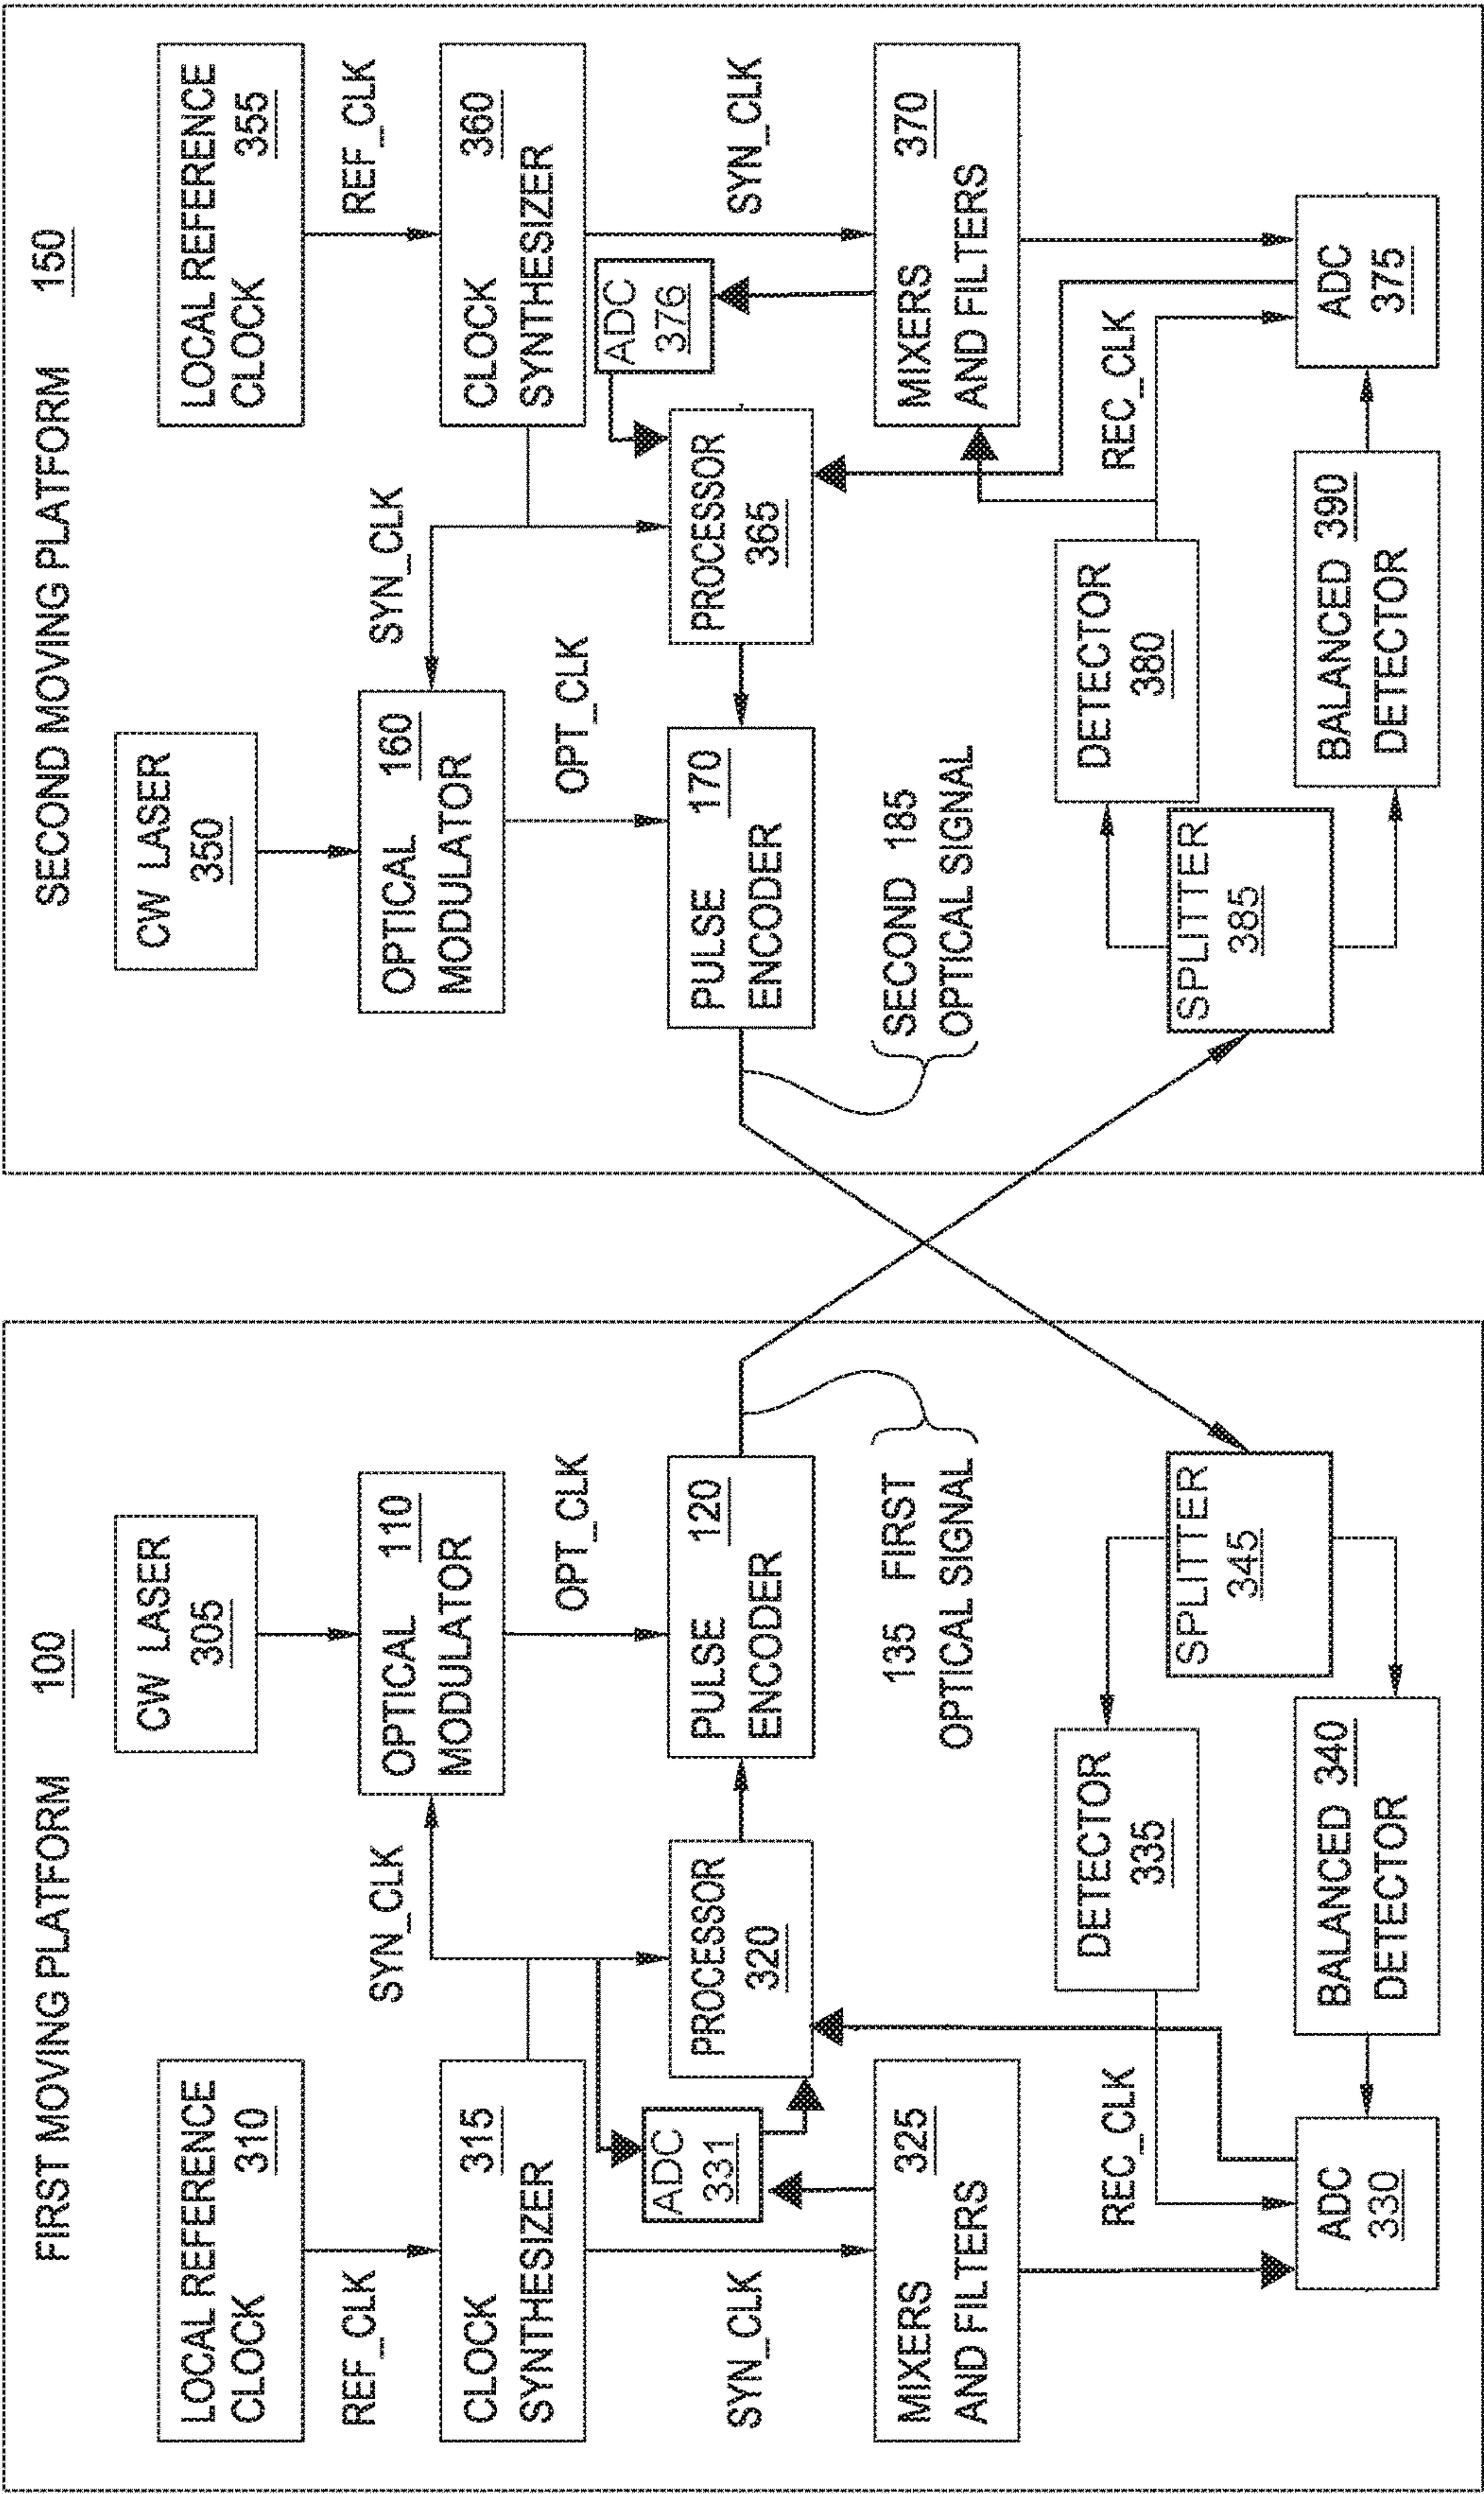 FIRST MOVING PLATFORM 100
LOCAL REFERENCE
CLOCK 310
REF_CLK
CLOCK 315
SYNTHESIZER
SYN_CLK
CW LASER
305
OPTICAL 110
MODULATOR
OPT_CLK
ADC
331
PROCESSOR
320
PULSE 120
ENCODER
SYN_CLK
MIXERS 325
AND FILTERS
135 FIRST
OPTICAL SIGNAL
REC_CLK
DETECTOR
335
SPLITTER
345
ADC
330
BALANCED 340
DETECTOR
SECOND MOVING PLATFORM 150
CW LASER
350
LOCAL REFERENCE
CLOCK 355
REF_CLK
OPTICAL 160
MODULATOR
SYN_CLK
CLOCK 360
SYNTHESIZER
OPT_CLK
ADC
376
PULSE 170
ENCODER
PROCESSOR
365
SYN_CLK
SECOND 185
OPTICAL SIGNAL
MIXERS 370
AND FILTERS
DETECTOR
380
REC_CLK
SPLITTER
385
BALANCED 390
DETECTOR
ADC
375